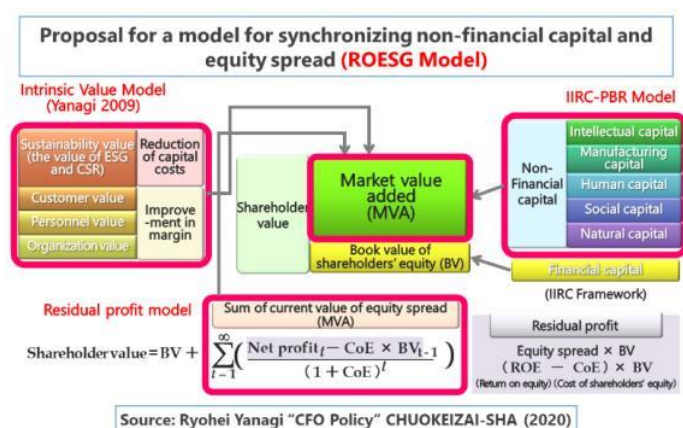 Proposal for a model for synchronizing non-financial capital and
equity spread (ROESG Model)
Intrinsic Value Model
(Yanagi 2009)
Sustainability value
(the value of ESG
and CSR)
Reduction
of capital
costs
Customer value
Personnel value
Organization value
Improve
-ment in
margin
Shareholder
value
Market value
added
(MVA)
Book value of
shareholders' equity (BV)
IIRC-PBR Model
Non-
Financial
capital
Intellectual capital
Manufacturing
capital
Human capital
Social capital
Natural capital
Financial capital
(IIRC Framework)
Residual profit model
Sum of current value of equity spread
(MVA)
Shareholder value = BV + ∑ (t=1 to ∞) ( (Net profit t – CoE × BV t-1) / (1 + CoE)^t )
Residual profit
Equity spread × BV
(ROE – CoE) × BV
(Return on equity) (Cost of shareholders' equity)
Source: Ryohei Yanagi "CFO Policy" CHUOKEIZAI-SHA (2020)